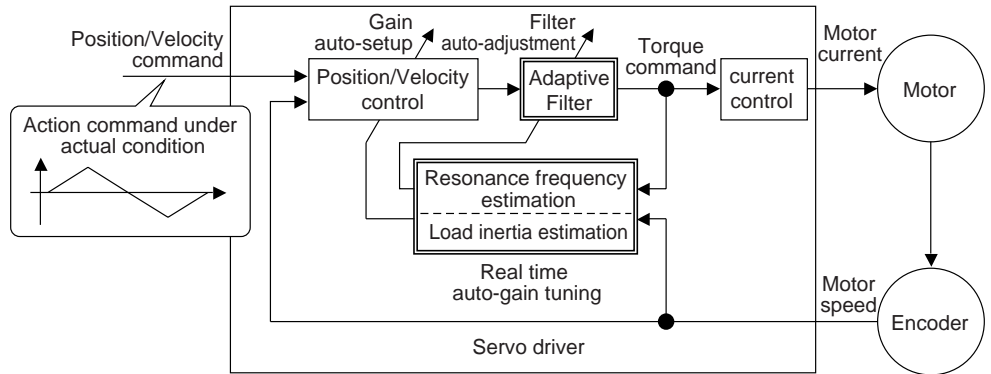 Position/Velocity
command
Gain
auto-setup
Filter
auto-adjustment
Torque
command
Motor
current
Position/Velocity
control
Adaptive
Filter
current
control
Motor
Action command under
actual condition
Resonance frequency
estimation
Load inertia estimation
Real time
auto-gain tuning
Motor
speed
Encoder
Servo driver